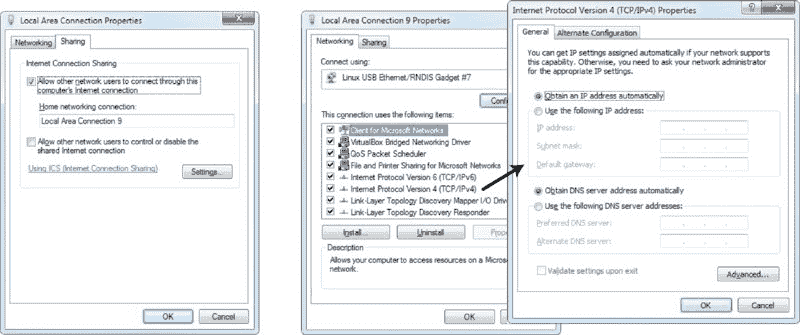 Local Area Connection Properties
Networking
Sharing
Internet Connection Sharing
Allow other network users to connect through this
computer's Internet connection
Home networking connection:
Local Area Connection 9
Allow other network users to control or disable the
shared Internet connection
Using ICS (Internet Connection Sharing)
Settings...
OK
Cancel
Local Area Connection 9 Properties
Networking
Sharing
Connect using:
Linux USB Ethernet/RNDIS Gadget #7
Config
This connection uses the following items:
Client for Microsoft Networks
VirtualBox Bridged Networking Driver
QoS Packet Scheduler
File and Printer Sharing for Microsoft Networks
Internet Protocol Version 6 (TCP/IPv6)
Internet Protocol Version 4 (TCP/IPv4)
Link-Layer Topology Discovery Mapper I/O Drive
Link-Layer Topology Discovery Responder
Install...
Uninstall
Prope
Description
Allows your computer to access resources on a Micros
network.
OK
Internet Protocol Version 4 (TCP/IPv4) Properties
General
Alternate Configuration
You can get IP settings assigned automatically if your network supports
this capability. Otherwise, you need to ask your network administrator
for the appropriate IP settings.
Obtain an IP address automatically
Use the following IP address:
IP address:
Subnet mask:
Default gateway:
Obtain DNS server address automatically
Use the following DNS server addresses:
Preferred DNS server:
Alternate DNS server:
Validate settings upon exit
Advanced...
OK
Cancel